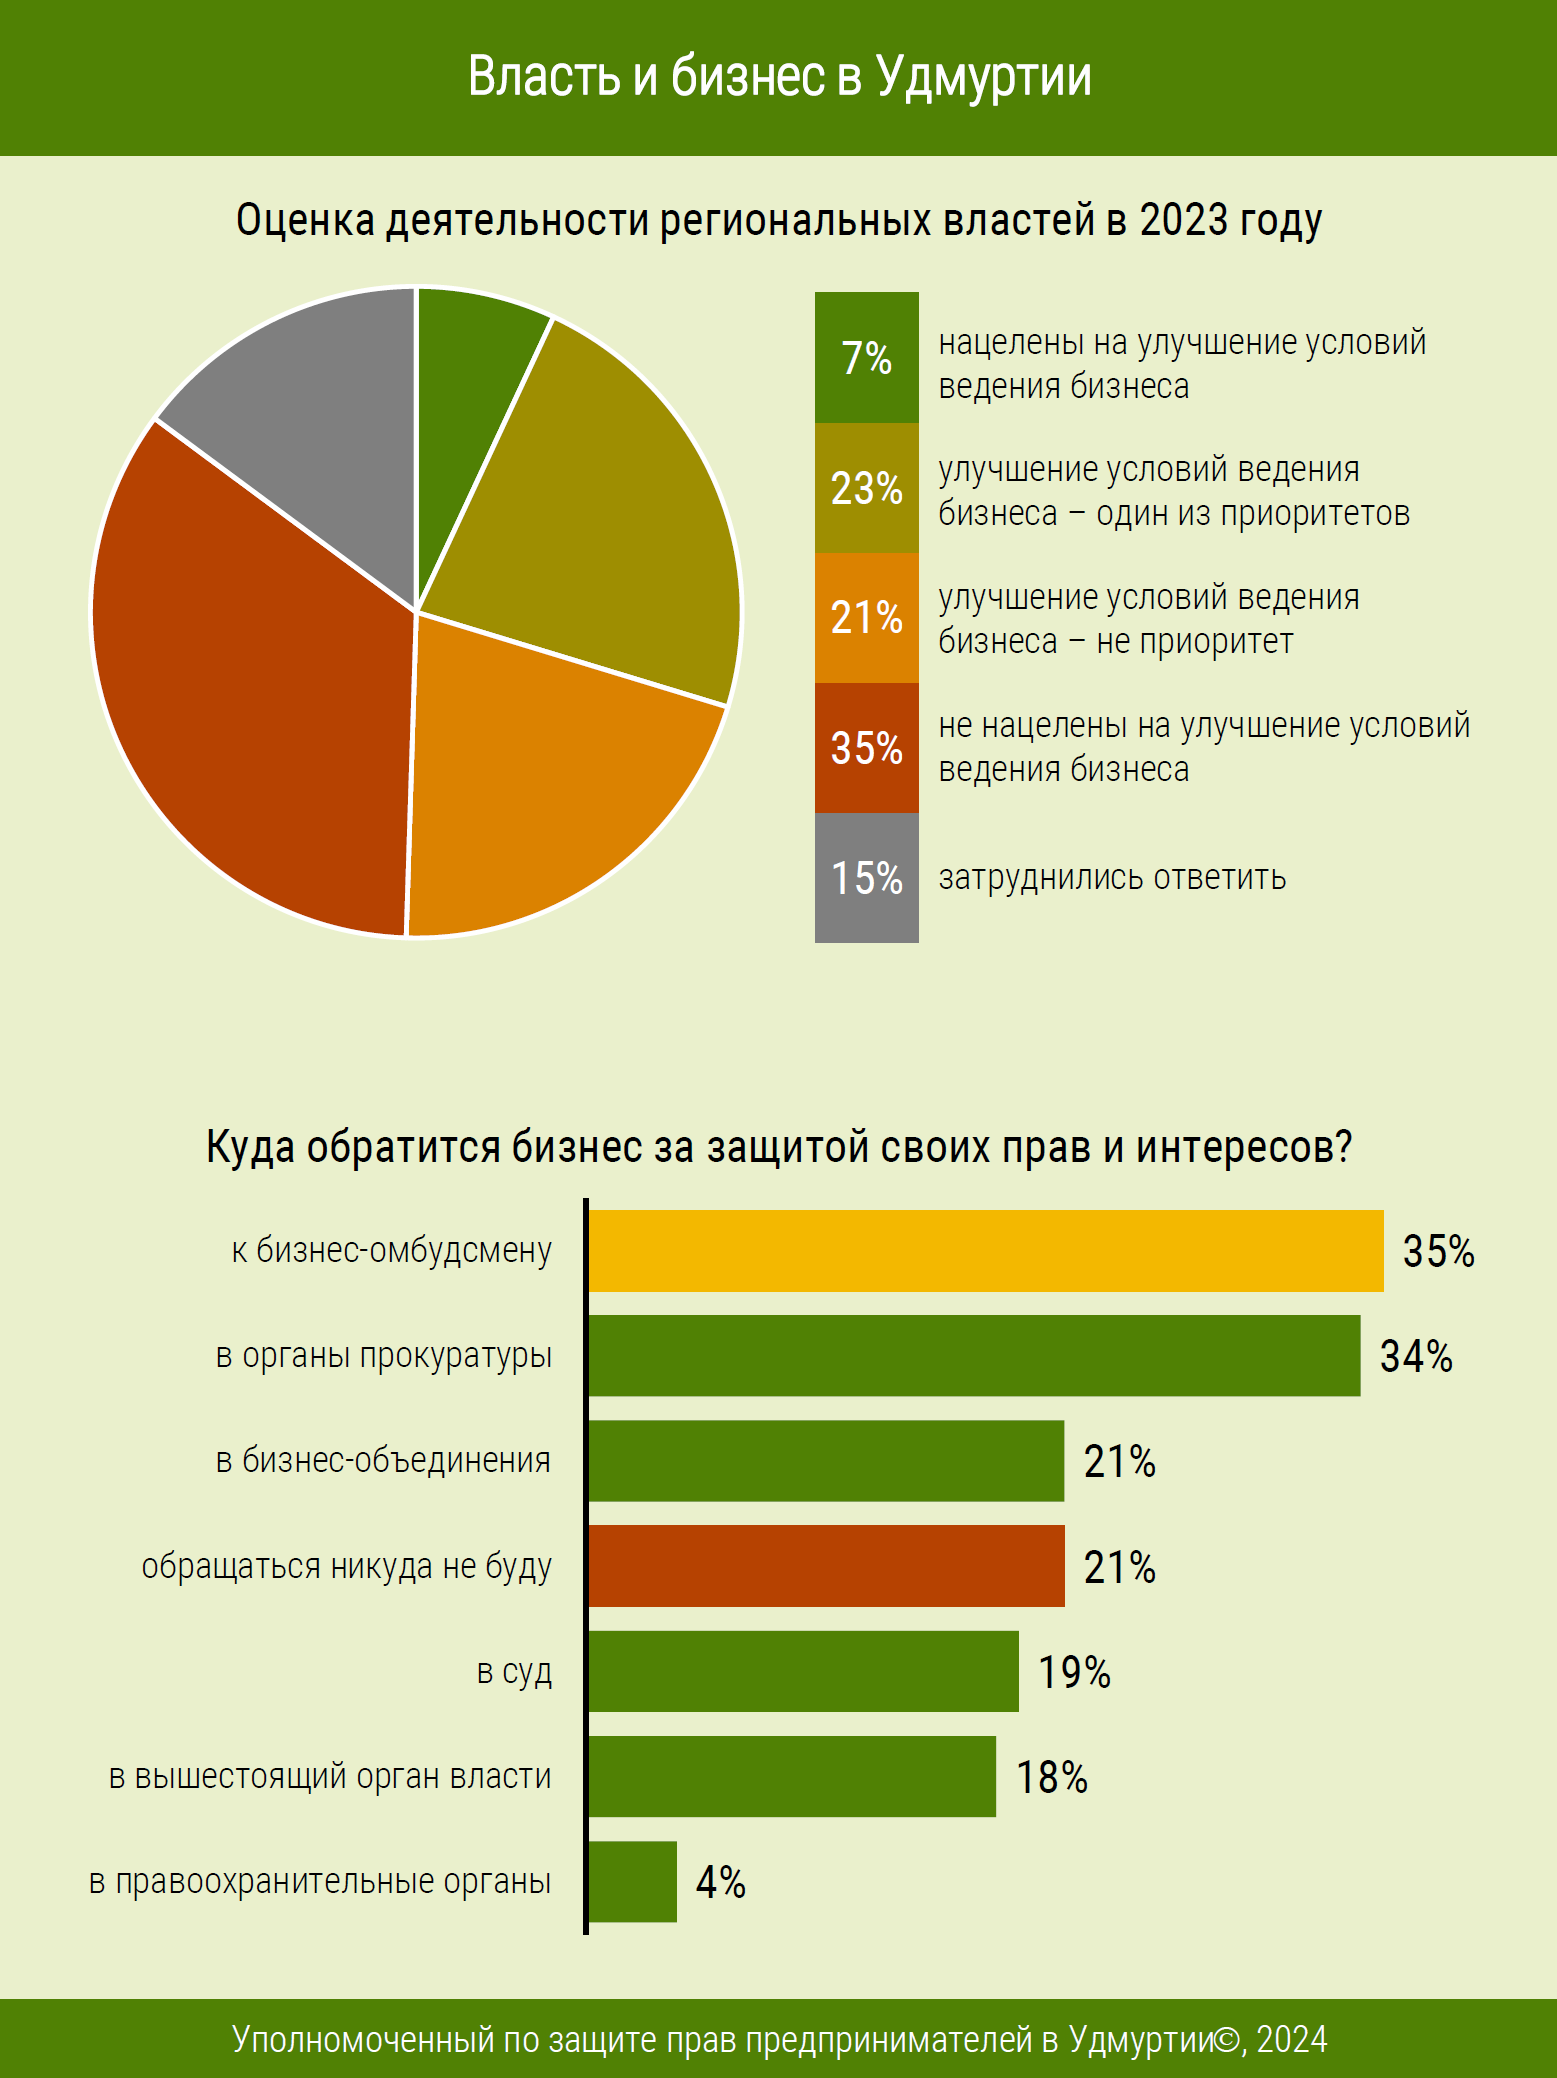 Власть и бизнес в Удмуртии
Оценка деятельности региональных властей в 2023 году
7%
нацелены на улучшение условий
ведения бизнеса
23%
улучшение условий ведения
бизнеса – один из приоритетов
21%
улучшение условий ведения
бизнеса – не приоритет
35%
не нацелены на улучшение условий
ведения бизнеса
15%
затруднились ответить
Куда обратится бизнес за защитой своих прав и интересов?
к бизнес-омбудсмену 35%
в органы прокуратуры 34%
в бизнес-объединения 21%
обращаться никуда не буду 21%
в суд 19%
в вышестоящий орган власти 18%
в правоохранительные органы 4%
Уполномоченный по защите прав предпринимателей в Удмуртии©, 2024